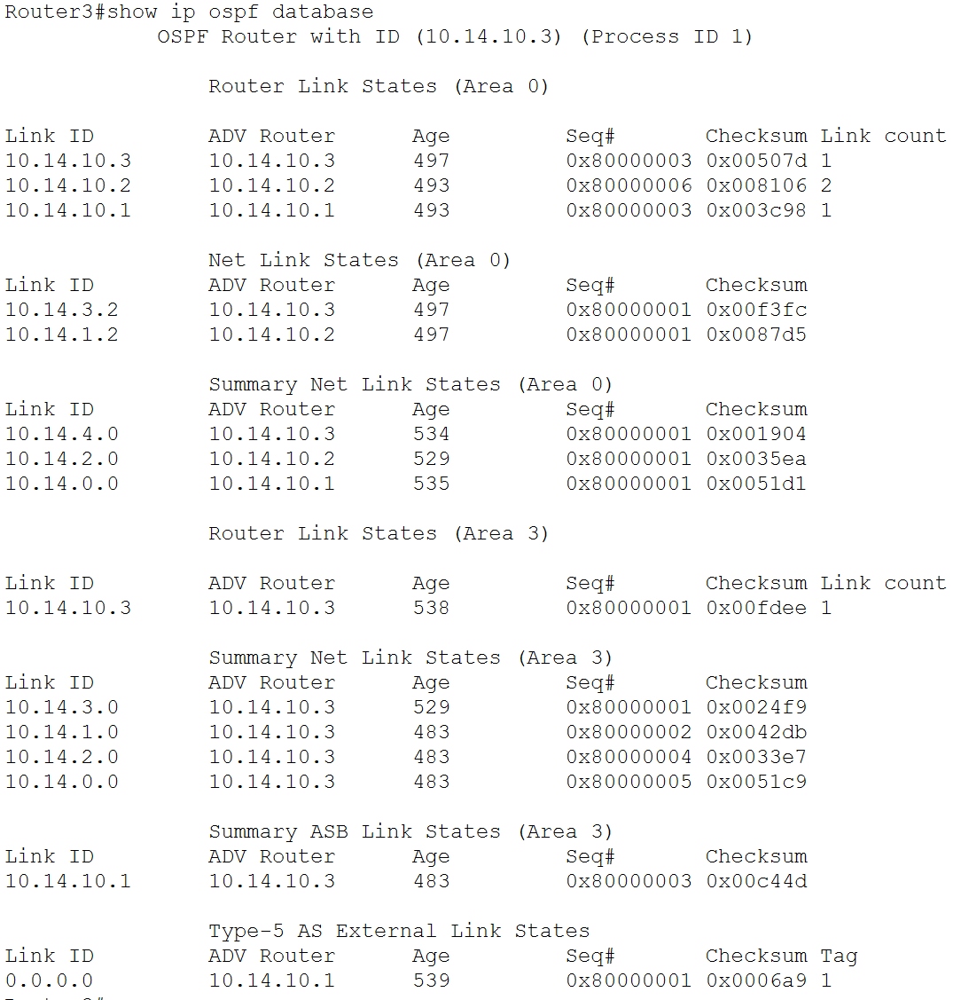 Router3#show ip ospf database
OSPF Router with ID (10.14.10.3) (Process ID 1)
Router Link States (Area 0)
Link ID ADV Router Age Seq# Checksum Link count
10.14.10.3 10.14.10.3 497 0x80000003 0x00507d 1
10.14.10.2 10.14.10.2 493 0x80000006 0x008106 2
10.14.10.1 10.14.10.1 493 0x80000003 0x003c98 1
Net Link States (Area 0)
Link ID ADV Router Age Seq# Checksum
10.14.3.2 10.14.10.3 497 0x80000001 0x00f3fc
10.14.1.2 10.14.10.2 497 0x80000001 0x0087d5
Summary Net Link States (Area 0)
Link ID ADV Router Age Seq# Checksum
10.14.4.0 10.14.10.3 534 0x80000001 0x001904
10.14.2.0 10.14.10.2 529 0x80000001 0x0035ea
10.14.0.0 10.14.10.1 535 0x80000001 0x0051d1
Router Link States (Area 3)
Link ID ADV Router Age Seq# Checksum Link count
10.14.10.3 10.14.10.3 538 0x80000001 0x00fdee 1
Summary Net Link States (Area 3)
Link ID ADV Router Age Seq# Checksum
10.14.3.0 10.14.10.3 529 0x80000001 0x0024f9
10.14.1.0 10.14.10.3 483 0x80000002 0x0042db
10.14.2.0 10.14.10.3 483 0x80000004 0x0033e7
10.14.0.0 10.14.10.3 483 0x80000005 0x0051c9
Summary ASB Link States (Area 3)
Link ID ADV Router Age Seq# Checksum
10.14.10.1 10.14.10.3 483 0x80000003 0x00c44d
Type-5 AS External Link States
Link ID ADV Router Age Seq# Checksum Tag
0.0.0.0 10.14.10.1 539 0x80000001 0x0006a9 1